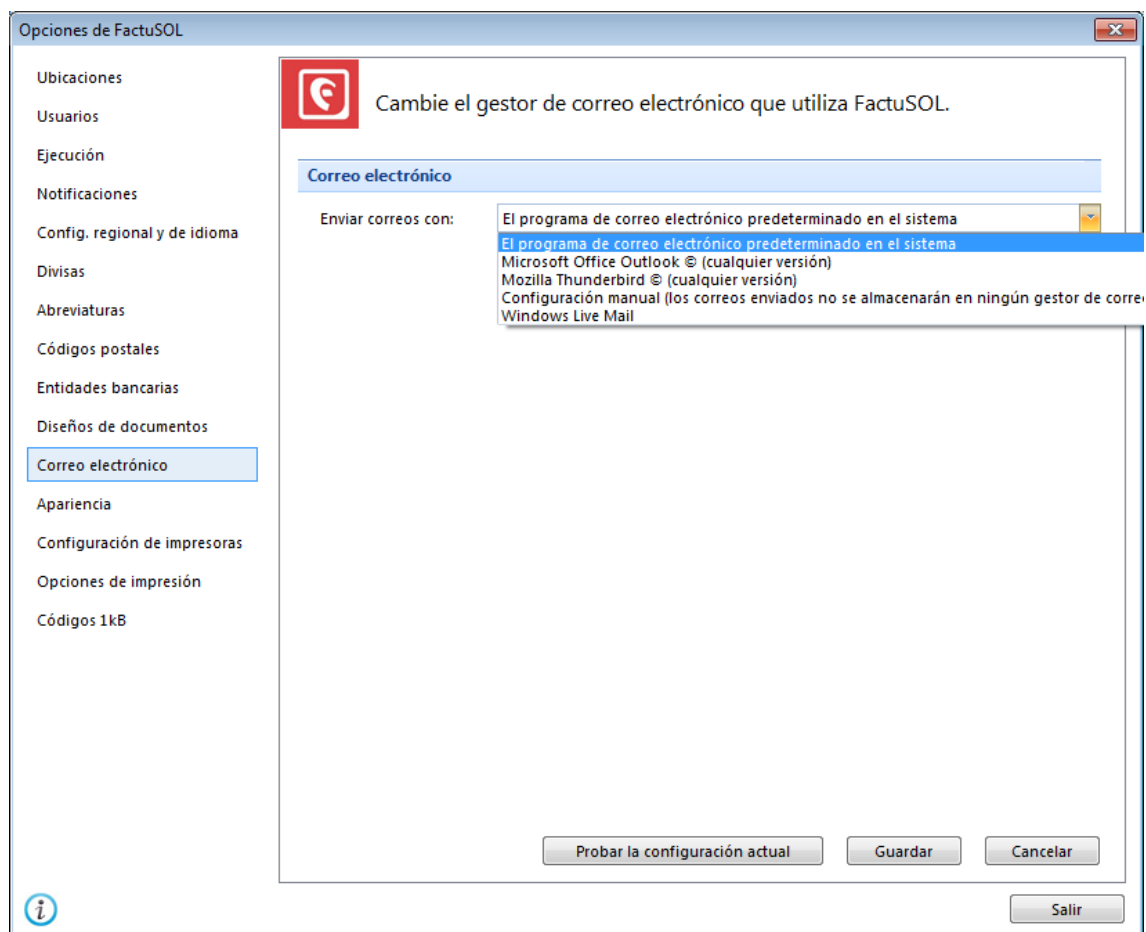 Opciones de FactuSOL
Ubicaciones
Usuarios
Ejecución
Notificaciones
Config. regional y de idioma
Divisas
Abreviaturas
Códigos postales
Entidades bancarias
Diseños de documentos
Correo electrónico
Apariencia
Configuración de impresoras
Opciones de impresión
Códigos 1kB
Cambie el gestor de correo electrónico que utiliza FactuSOL.
Correo electrónico
Enviar correos con: El programa de correo electrónico predeterminado en el sistema
El programa de correo electrónico predeterminado en el sistema
Microsoft Office Outlook © (cualquier versión)
Mozilla Thunderbird © (cualquier versión)
Configuración manual (los correos enviados no se almacenarán en ningún gestor de corre
Windows Live Mail
Probar la configuración actual Guardar Cancelar
Salir